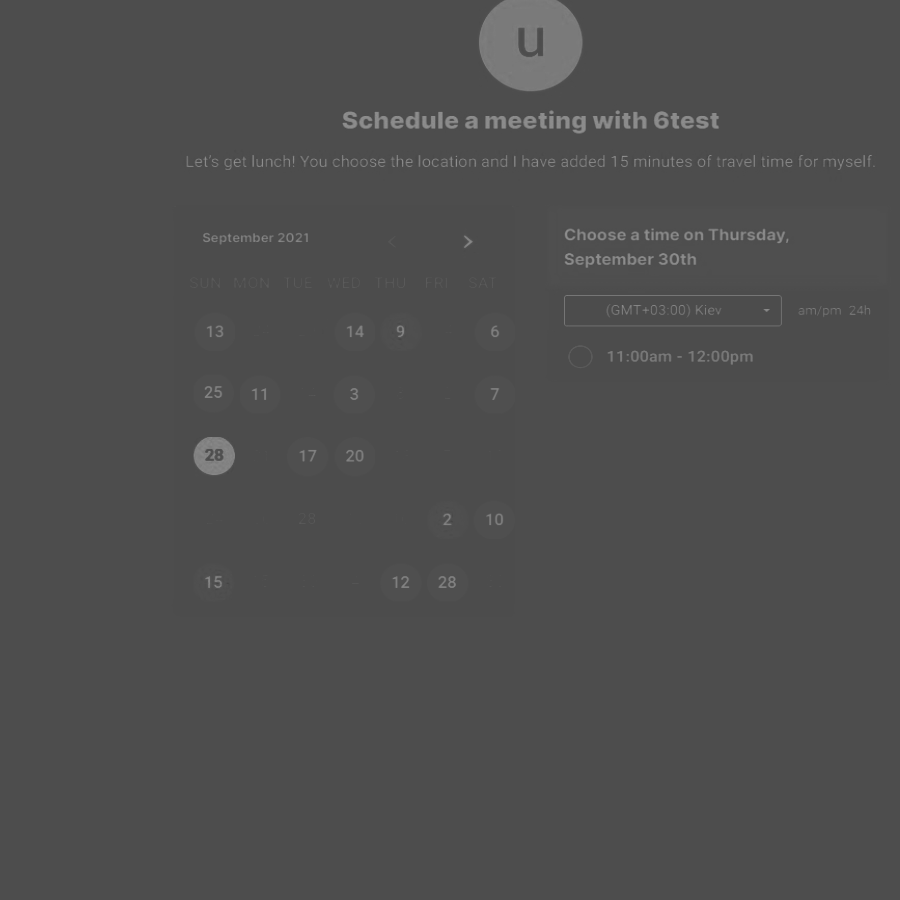 u
Schedule a meeting with 6test
Let's get lunch! You choose the location and I have added 15 minutes of travel time for myself.
September 2021 < >
SUN MON TUE WED THU FRI SAT
13 14 9 6
25 11 3 7
28 17 20
28 2 10
15 12 28
Choose a time on Thursday,
September 30th
(GMT+03:00) Kiev am/pm 24h
11:00am - 12:00pm